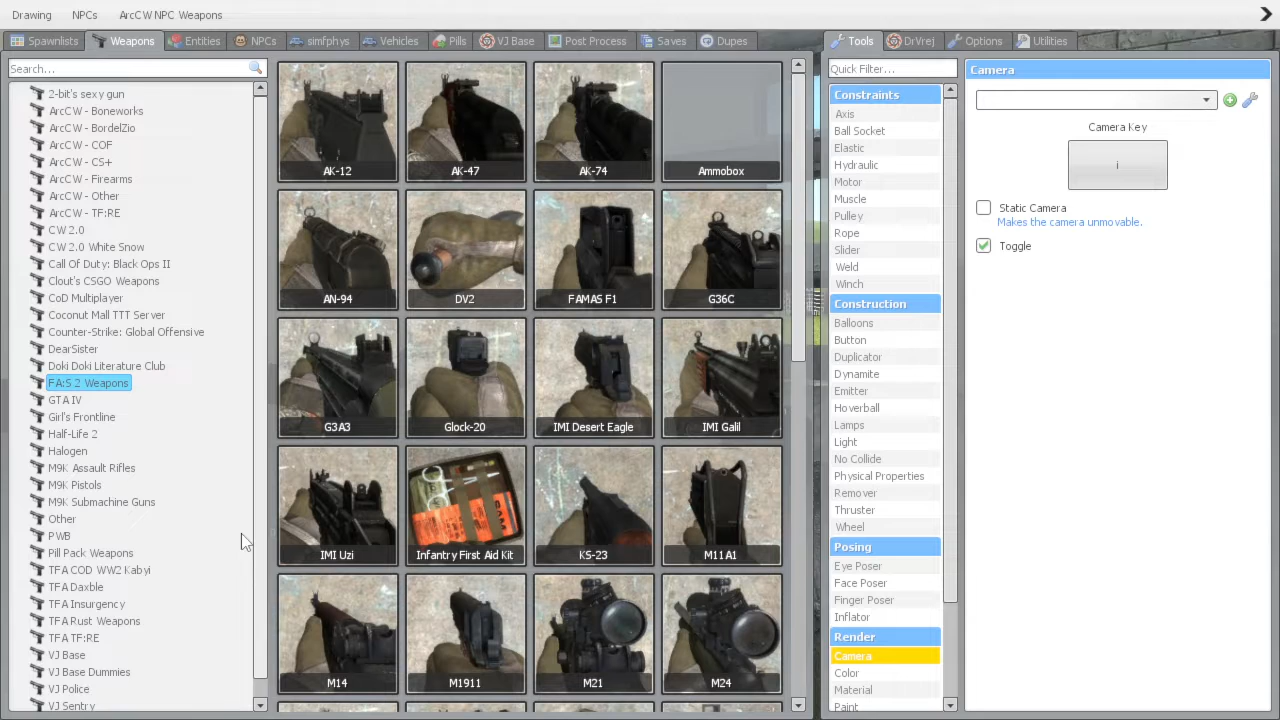 Drawing NPCs ArcCW NPC Weapons
Spawnlists Weapons Entities NPCs simfphys Vehicles Pills VJ Base Post Process Saves Dupes
Search...
2-bit's sexy gun
ArcCW - Boneworks
ArcCW - BordelZio
ArcCW - COF
ArcCW - CS+
ArcCW - Firearms
ArcCW - Other
ArcCW - TF:RE
CW 2.0
CW 2.0 White Snow
Call Of Duty: Black Ops II
Clout's CSGO Weapons
CoD Multiplayer
Coconut Monkey Server
Counter-Strike: Global Offensive
DearSister
Doki Doki Literature Club
FA:S 2 Weapons
GTA IV
Girl's Frontline
Half-Life 2
Halogen
M9K Assault Rifles
M9K Pistols
M9K Submachine Guns
Other
PWB
Pill Pack Weapons
TFA COD WW2 Kabyi
TFA Daxble
TFA Insurgency
TFA Rust Weapons
TFA TF:RE
VJ Base
VJ Base Dummies
VJ Police
VJ Sentry
AK-12 AK-47 AK-74 Ammobox
AN-94 DV2 FAMAS F1 G36C
G3A3 Glock-20 IMI Desert Eagle IMI Galil
IMI Uzi Infantry First Aid Kit KS-23 M11A1
M14 M1911 M21 M24
Tools DrVrej Options Utilities
Quick Filter...
Constraints
Axis
Ball Socket
Elastic
Hydraulic
Motor
Muscle
Pulley
Rope
Slider
Weld
Winch
Construction
Balloons
Button
Duplicator
Dynamite
Emitter
Hoverball
Lamps
Light
No Collide
Physical Properties
Remover
Thruster
Wheel
Posing
Eye Poser
Face Poser
Finger Poser
Inflator
Render
Camera
Color
Material
Paint
Camera
Camera Key
i
Static Camera
Makes the camera unmovable.
Toggle